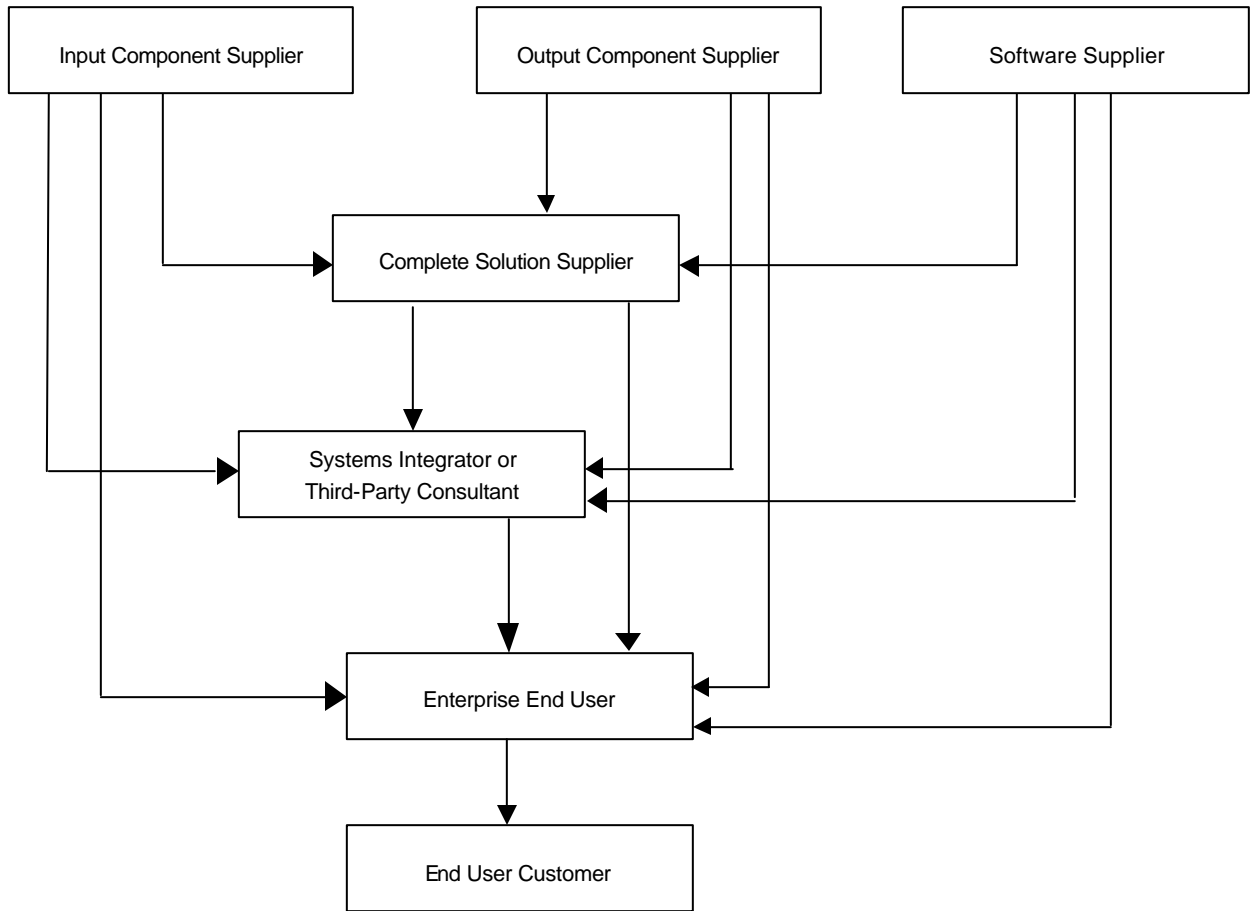 Input Component Supplier
Output Component Supplier
Software Supplier
Complete Solution Supplier
Systems Integrator or
Third-Party Consultant
Enterprise End User
End User Customer